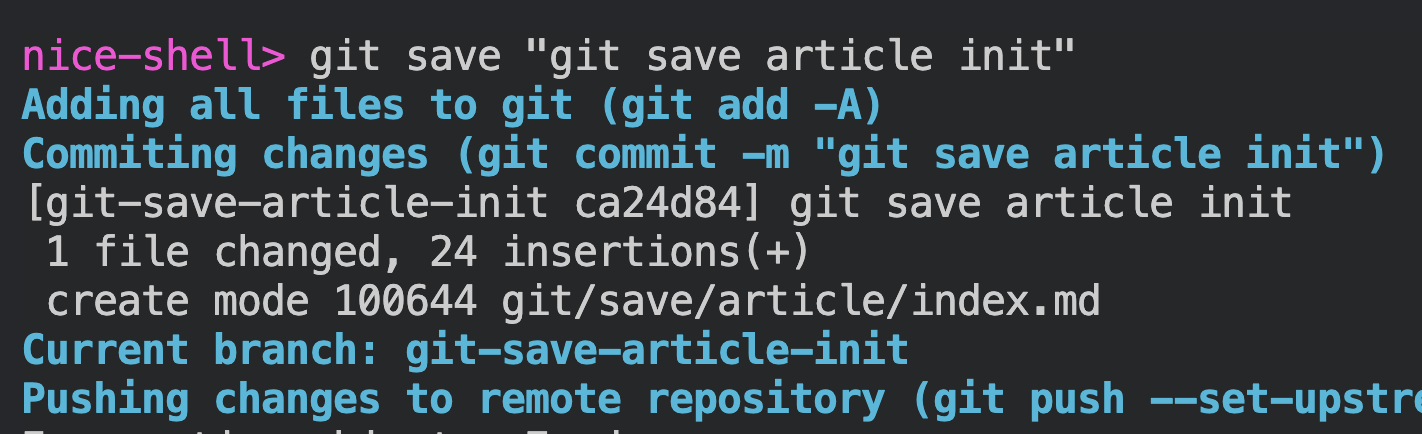 nice-shell> git save "git save article init"
Adding all files to git (git add -A)
Commiting changes (git commit -m "git save article init")
[git-save-article-init ca24d84] git save article init
 1 file changed, 24 insertions(+)
 create mode 100644 git/save/article/index.md
Current branch: git-save-article-init
Pushing changes to remote repository (git push --set-upstre